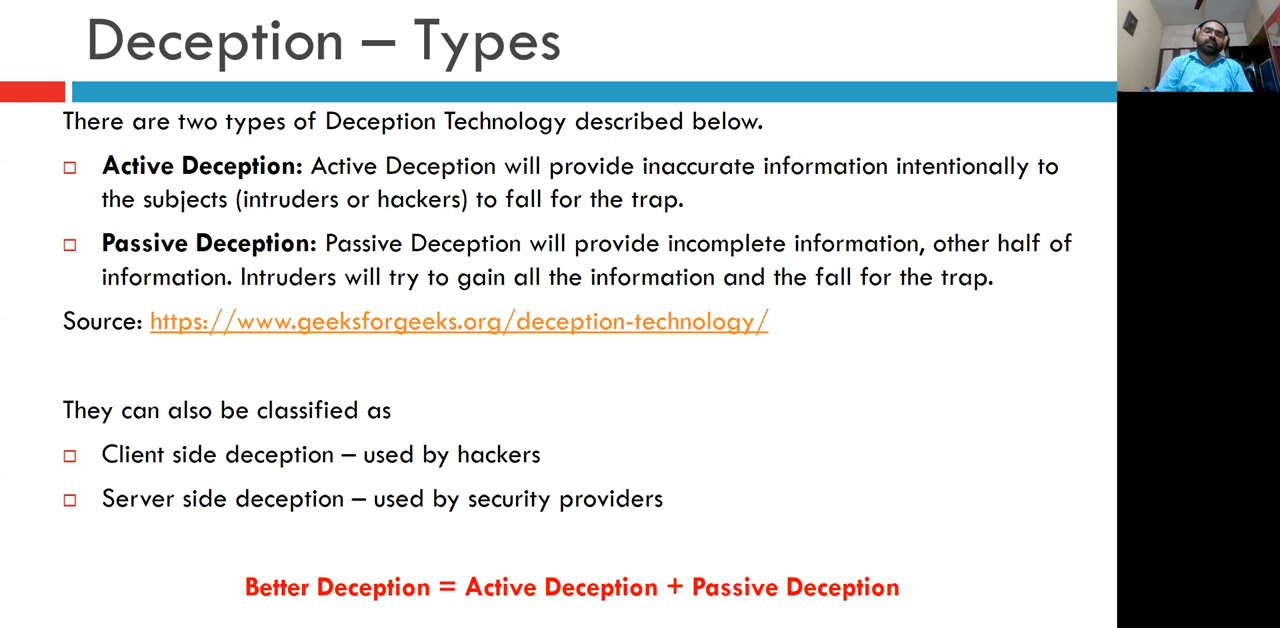 Deception – Types
There are two types of Deception Technology described below.
Active Deception: Active Deception will provide inaccurate information intentionally to
the subjects (intruders or hackers) to fall for the trap.
Passive Deception: Passive Deception will provide incomplete information, other half of
information. Intruders will try to gain all the information and the fall for the trap.
Source: https://www.geeksforgeeks.org/deception-technology/
They can also be classified as
Client side deception – used by hackers
Server side deception – used by security providers
Better Deception = Active Deception + Passive Deception